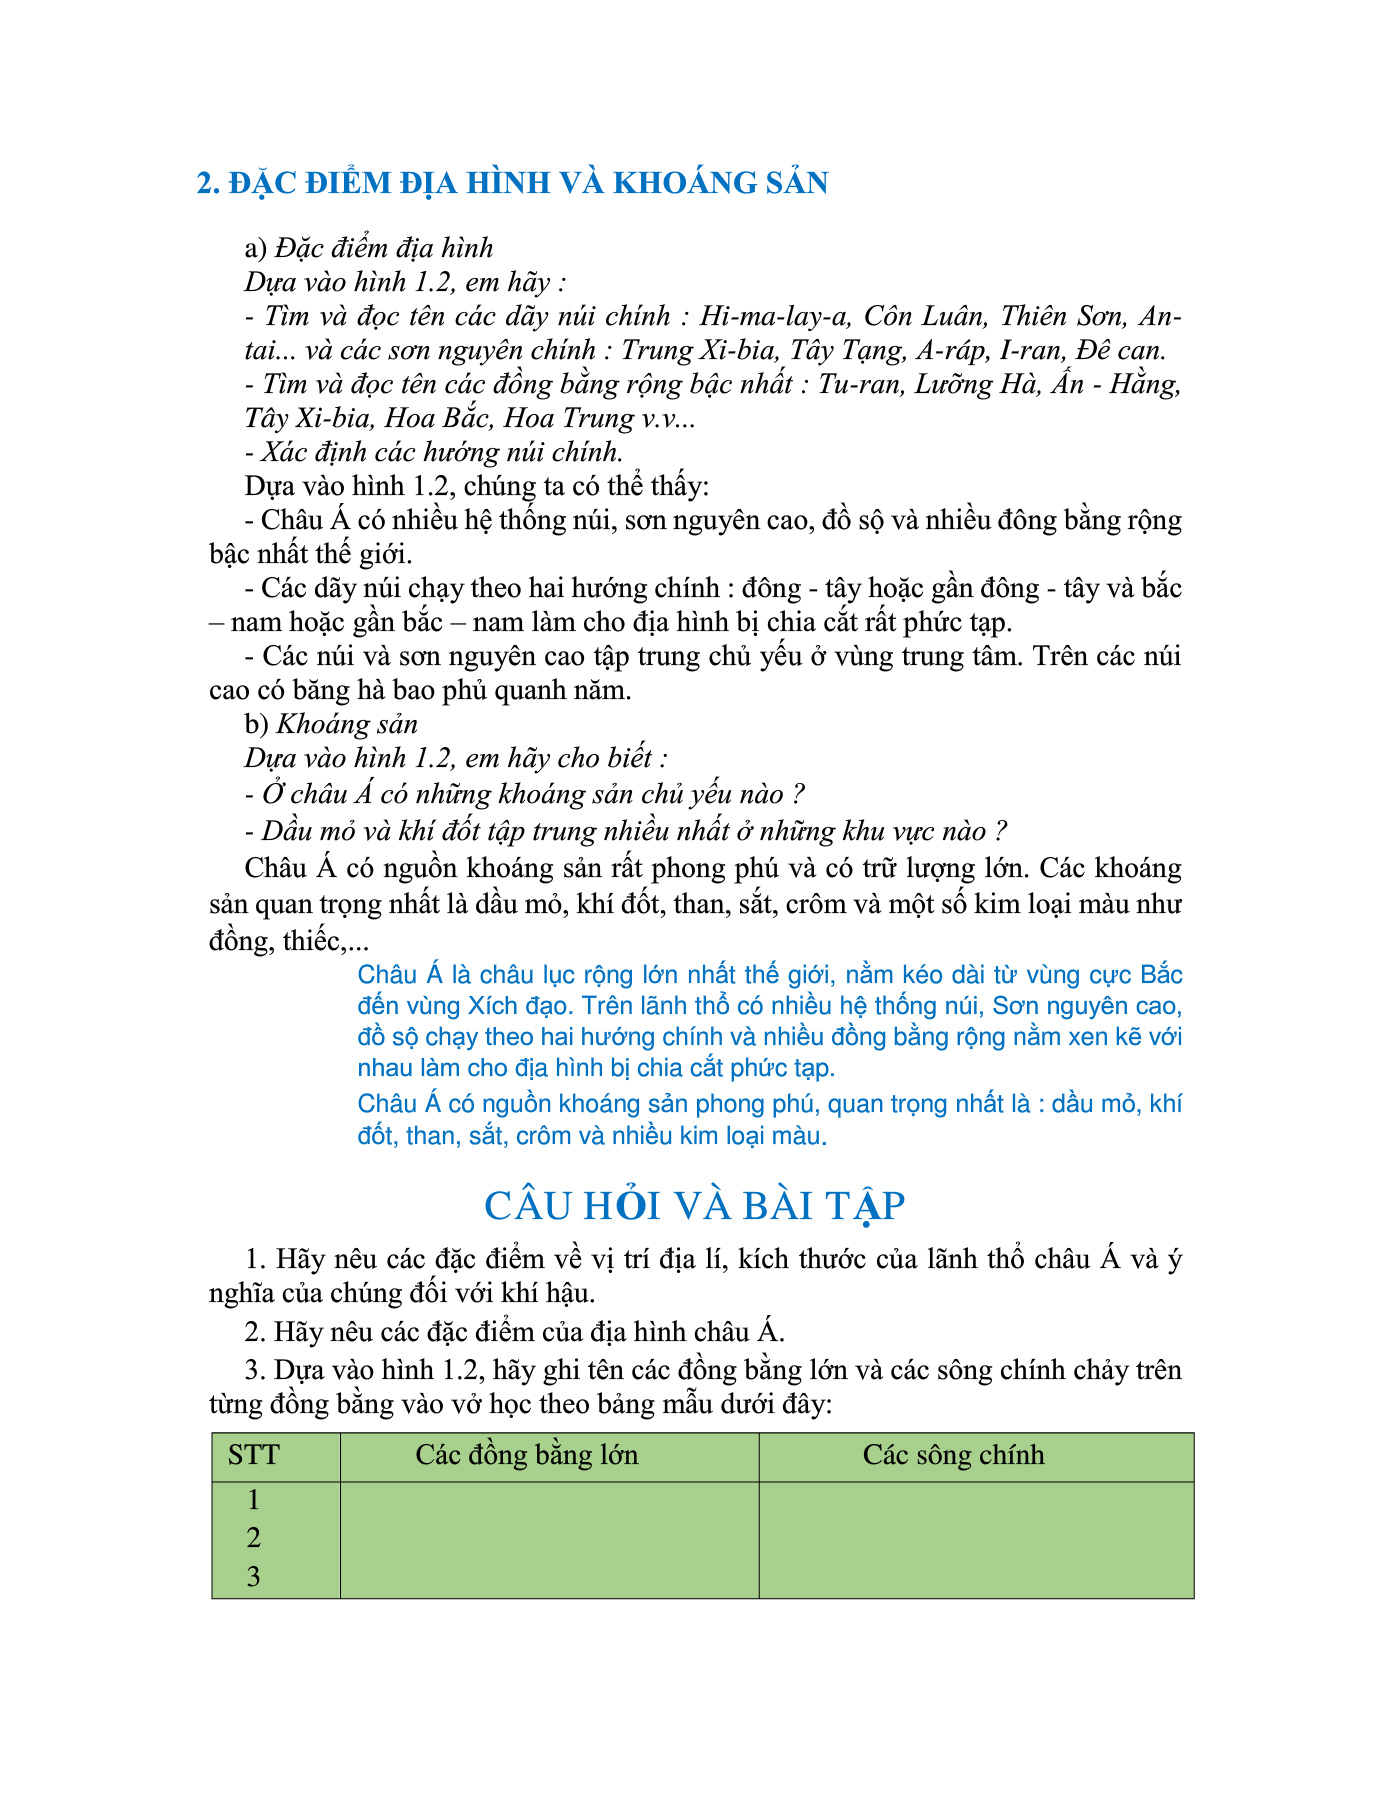 2. ĐẶC ĐIỂM ĐỊA HÌNH VÀ KHOÁNG SẢN
a) Đặc điểm địa hình
Dựa vào hình 1.2, em hãy :
- Tìm và đọc tên các dãy núi chính : Hi-ma-lay-a, Côn Luân, Thiên Sơn, An-
tai... và các sơn nguyên chính : Trung Xi-bia, Tây Tạng, A-ráp, I-ran, Đê can.
- Tìm và đọc tên các đồng bằng rộng bậc nhất : Tu-ran, Lưỡng Hà, Ấn - Hằng,
Tây Xi-bia, Hoa Bắc, Hoa Trung v.v...
- Xác định các hướng núi chính.
Dựa vào hình 1.2, chúng ta có thể thấy:
- Châu Á có nhiều hệ thống núi, sơn nguyên cao, đồ sộ và nhiều đông bằng rộng
bậc nhất thế giới.
- Các dãy núi chạy theo hai hướng chính : đông - tây hoặc gần đông - tây và bắc
– nam hoặc gần bắc – nam làm cho địa hình bị chia cắt rất phức tạp.
- Các núi và sơn nguyên cao tập trung chủ yếu ở vùng trung tâm. Trên các núi
cao có băng hà bao phủ quanh năm.
b) Khoáng sản
Dựa vào hình 1.2, em hãy cho biết :
- Ở châu Á có những khoáng sản chủ yếu nào ?
- Dầu mỏ và khí đốt tập trung nhiều nhất ở những khu vực nào ?
Châu Á có nguồn khoáng sản rất phong phú và có trữ lượng lớn. Các khoáng
sản quan trọng nhất là dầu mỏ, khí đốt, than, sắt, crôm và một số kim loại màu như
đồng, thiếc,...
Châu Á là châu lục rộng lớn nhất thế giới, nằm kéo dài từ vùng cực Bắc
đến vùng Xích đạo. Trên lãnh thổ có nhiều hệ thống núi, Sơn nguyên cao,
đồ sộ chạy theo hai hướng chính và nhiều đồng bằng rộng nằm xen kẽ với
nhau làm cho địa hình bị chia cắt phức tạp.
Châu Á có nguồn khoáng sản phong phú, quan trọng nhất là : dầu mỏ, khí
đốt, than, sắt, crôm và nhiều kim loại màu.
CÂU HỎI VÀ BÀI TẬP
1. Hãy nêu các đặc điểm về vị trí địa lí, kích thước của lãnh thổ châu Á và ý
nghĩa của chúng đối với khí hậu.
2. Hãy nêu các đặc điểm của địa hình châu Á.
3. Dựa vào hình 1.2, hãy ghi tên các đồng bằng lớn và các sông chính chảy trên
từng đồng bằng vào vở học theo bảng mẫu dưới đây:
STT Các đồng bằng lớn Các sông chính
1
2
3